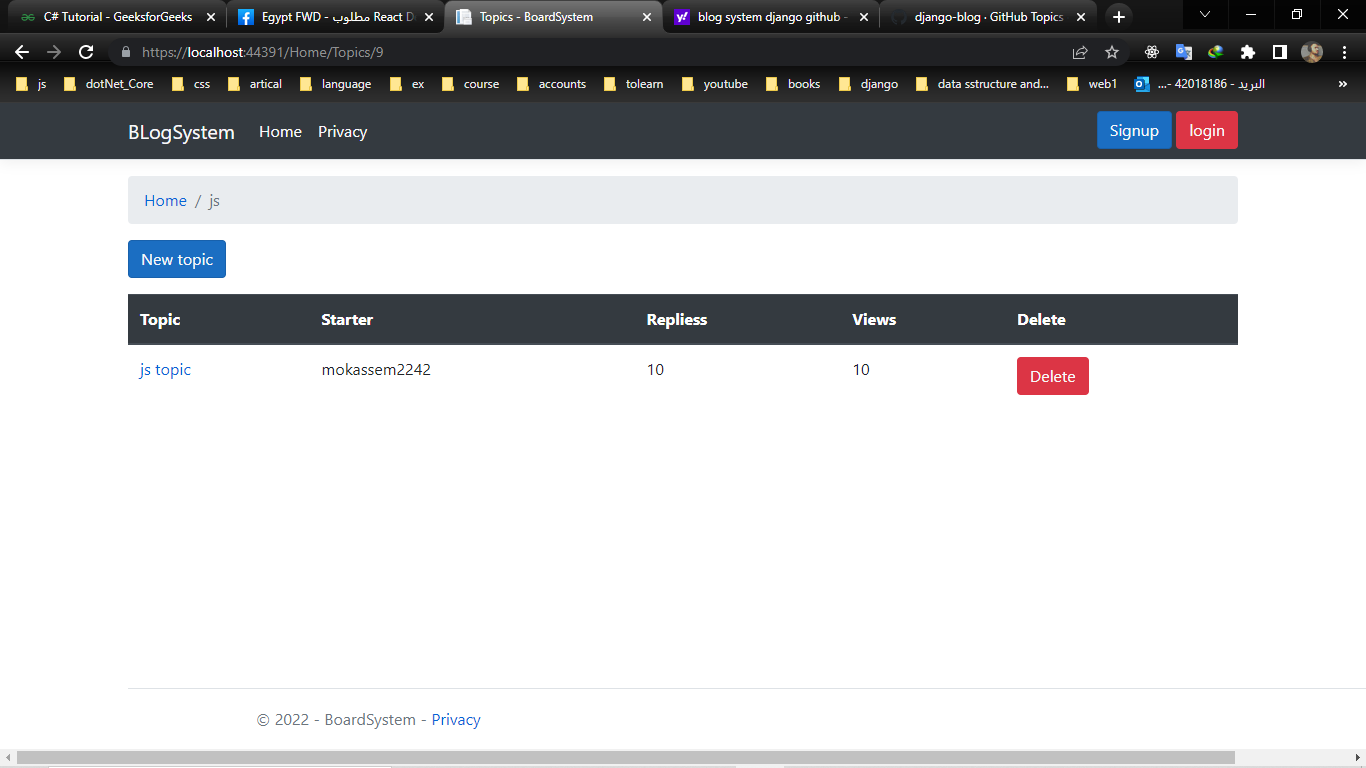 C# Tutorial - GeeksforGeeks
Egypt FWD - مطلوب React D
Topics - BoardSystem
blog system django github -
django-blog · GitHub Topics
https://localhost:44391/Home/Topics/9
js dotNet_Core css artical language ex course accounts tolearn youtube books django data sstructure and... web1 البريد - 42018186 -...
BLogSystem Home Privacy Signup login
Home / js
New topic
Topic Starter Repliess Views Delete
js topic mokassem2242 10 10 Delete
© 2022 - BoardSystem - Privacy